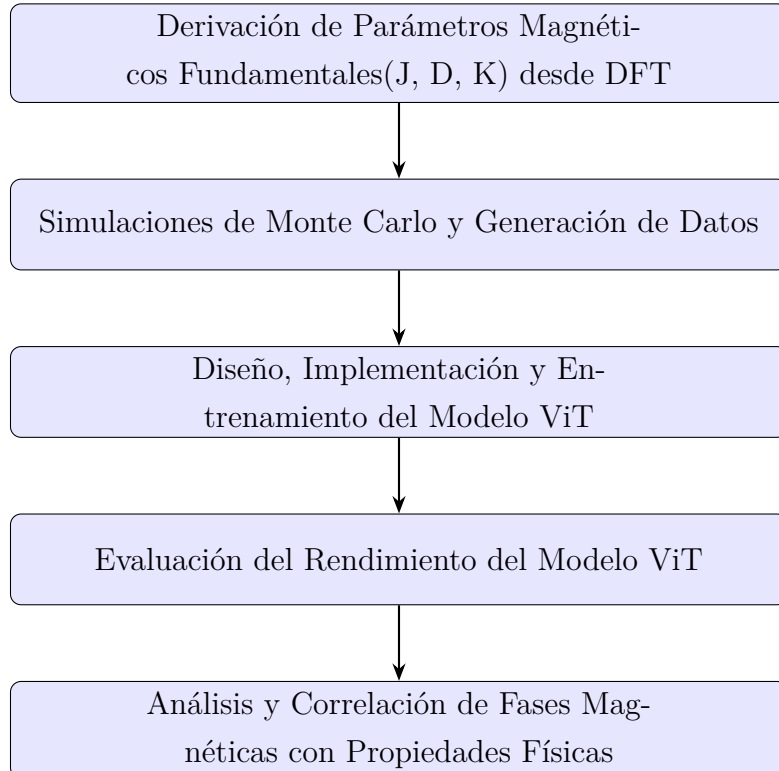 Derivación de Parámetros Magnéti-
cos Fundamentales(J, D, K) desde DFT
Simulaciones de Monte Carlo y Generación de Datos
Diseño, Implementación y En-
trenamiento del Modelo ViT
Evaluación del Rendimiento del Modelo ViT
Análisis y Correlación de Fases Mag-
néticas con Propiedades Físicas